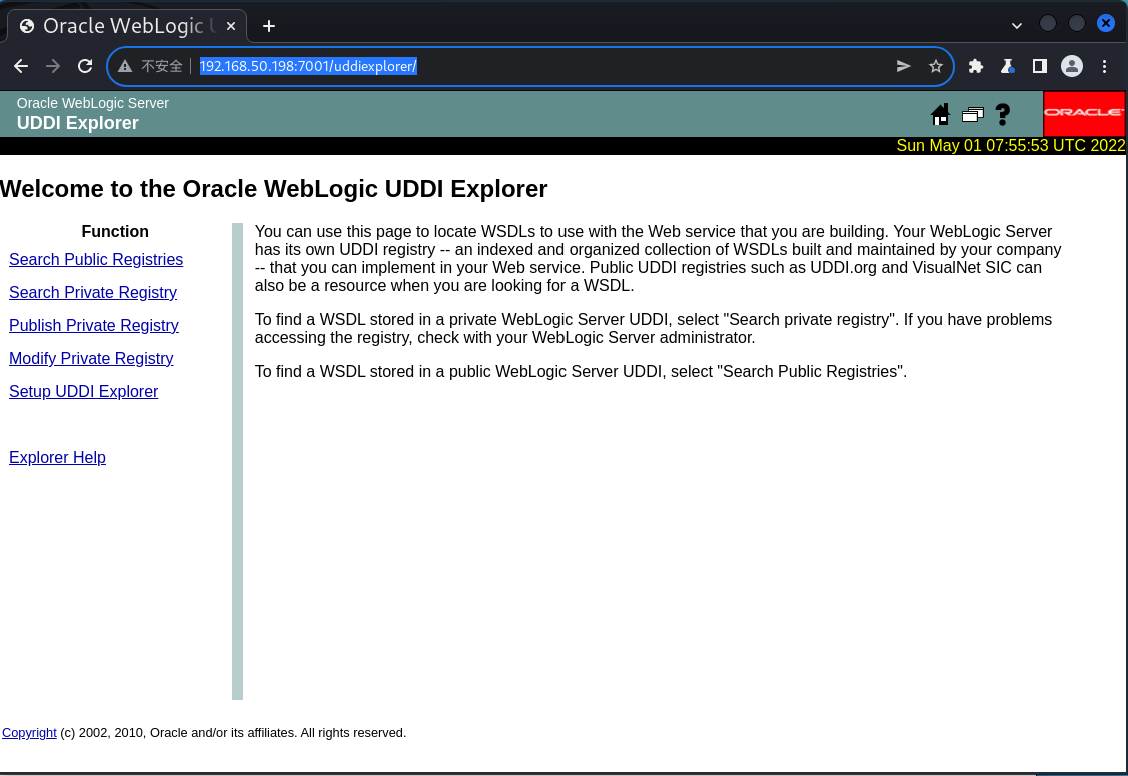 Oracle WebLogic
不安全
192.168.50.198:7001/uddiexplorer/
Oracle WebLogic Server
UDDI Explorer
ORACLE
Sun May 01 07:55:53 UTC 2022
Welcome to the Oracle WebLogic UDDI Explorer
Function
Search Public Registries
Search Private Registry
Publish Private Registry
Modify Private Registry
Setup UDDI Explorer
Explorer Help
You can use this page to locate WSDLs to use with the Web service that you are building. Your WebLogic Server
has its own UDDI registry -- an indexed and organized collection of WSDLs built and maintained by your company
-- that you can implement in your Web service. Public UDDI registries such as UDDI.org and VisualNet SIC can
also be a resource when you are looking for a WSDL.
To find a WSDL stored in a private WebLogic Server UDDI, select "Search private registry". If you have problems
accessing the registry, check with your WebLogic Server administrator.
To find a WSDL stored in a public WebLogic Server UDDI, select "Search Public Registries".
Copyright (c) 2002, 2010, Oracle and/or its affiliates. All rights reserved.